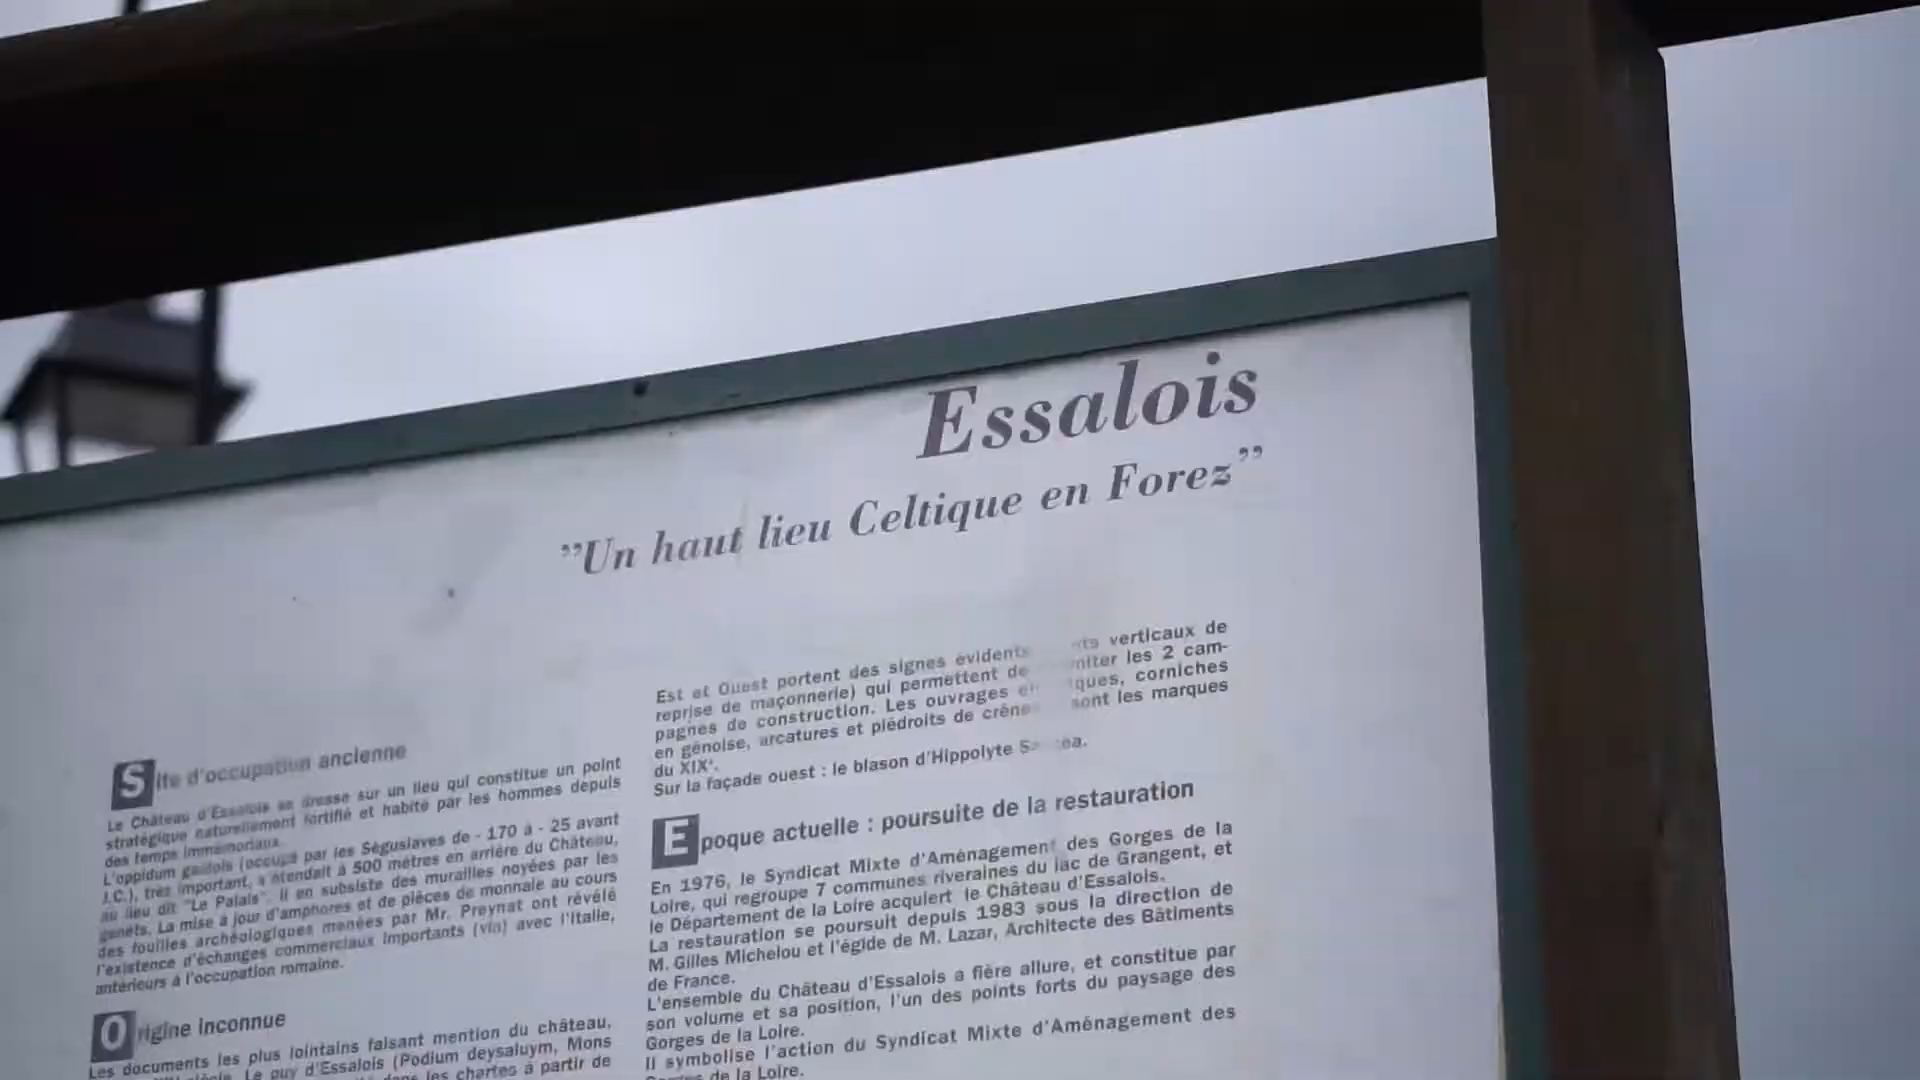 Essalois
”Un haut lieu Celtique en Forez”
Site d'occupation ancienne
Le Château d'Essalois se dresse sur un lieu qui constitue un point
stratégique naturellement fortifié et habité par les hommes depuis
des temps immémoriaux.
L'oppidum gaulois (occupé par les Ségusiaves de - 170 à - 25 avant
J.C.), très important, s'étendait à 500 mètres en arrière du Château,
au lieu dit "Le Palais". Il en subsiste des murailles noyées par les
genêts. La mise à jour d'amphores et de pièces de monnaie au cours
des fouilles archéologiques menées par Mr. Preynat ont révélé
l'existence d'échanges commerciaux importants (via) avec l'Italie,
antérieurs à l'occupation romaine.
Origine inconnue
Les documents les plus lointains faisant mention du château,
Le puy d'Essalois (Podium deysaluym, Mons
les chartes à partir de
Est et Ouest portent des signes évidents verticaux de
reprise de maçonnerie) qui permettent de les 2 cam-
pagnes de construction. Les ouvrages corniches
en génoise, arcatures et piédroits de sont les marques
du XIX°.
Sur la façade ouest : le blason d'Hippolyte
Epoque actuelle : poursuite de la restauration
En 1976, le Syndicat Mixte d'Aménagement des Gorges de la
Loire, qui regroupe 7 communes riveraines du lac de Grangent, et
le Département de la Loire acquiert le Château d'Essalois.
La restauration se poursuit depuis 1983 sous la direction de
M. Gilles Michelou et l'égide de M. Lazar, Architecte des Bâtiments
de France.
L'ensemble du Château d'Essalois a fière allure, et constitue par
son volume et sa position, l'un des points forts du paysage des
Gorges de la Loire.
Il symbolise l'action du Syndicat Mixte d'Aménagement des
de la Loire.